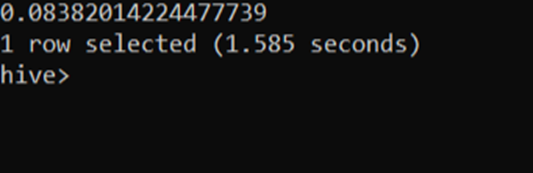 0.08382014224477739
1 row selected (1.585 seconds)
hive>